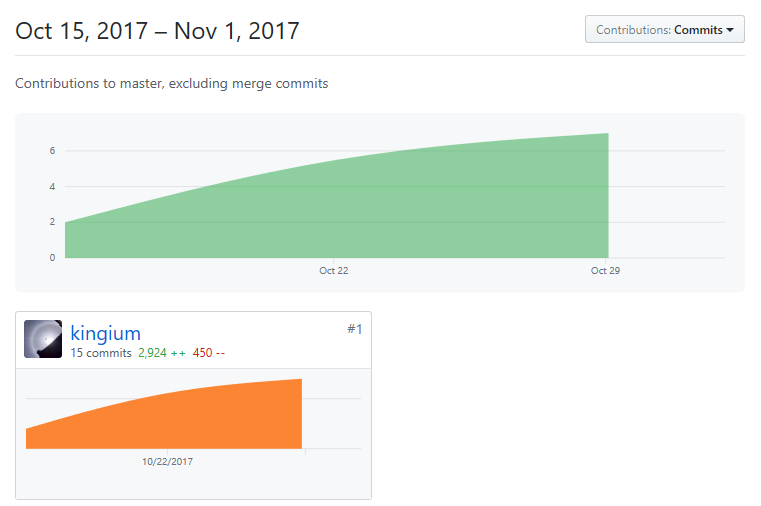 Oct 15, 2017 – Nov 1, 2017
Contributions: Commits
Contributions to master, excluding merge commits
6
4
2
0
Oct 22 Oct 29
kingium #1
15 commits 2,924 ++ 450 --
10/22/2017